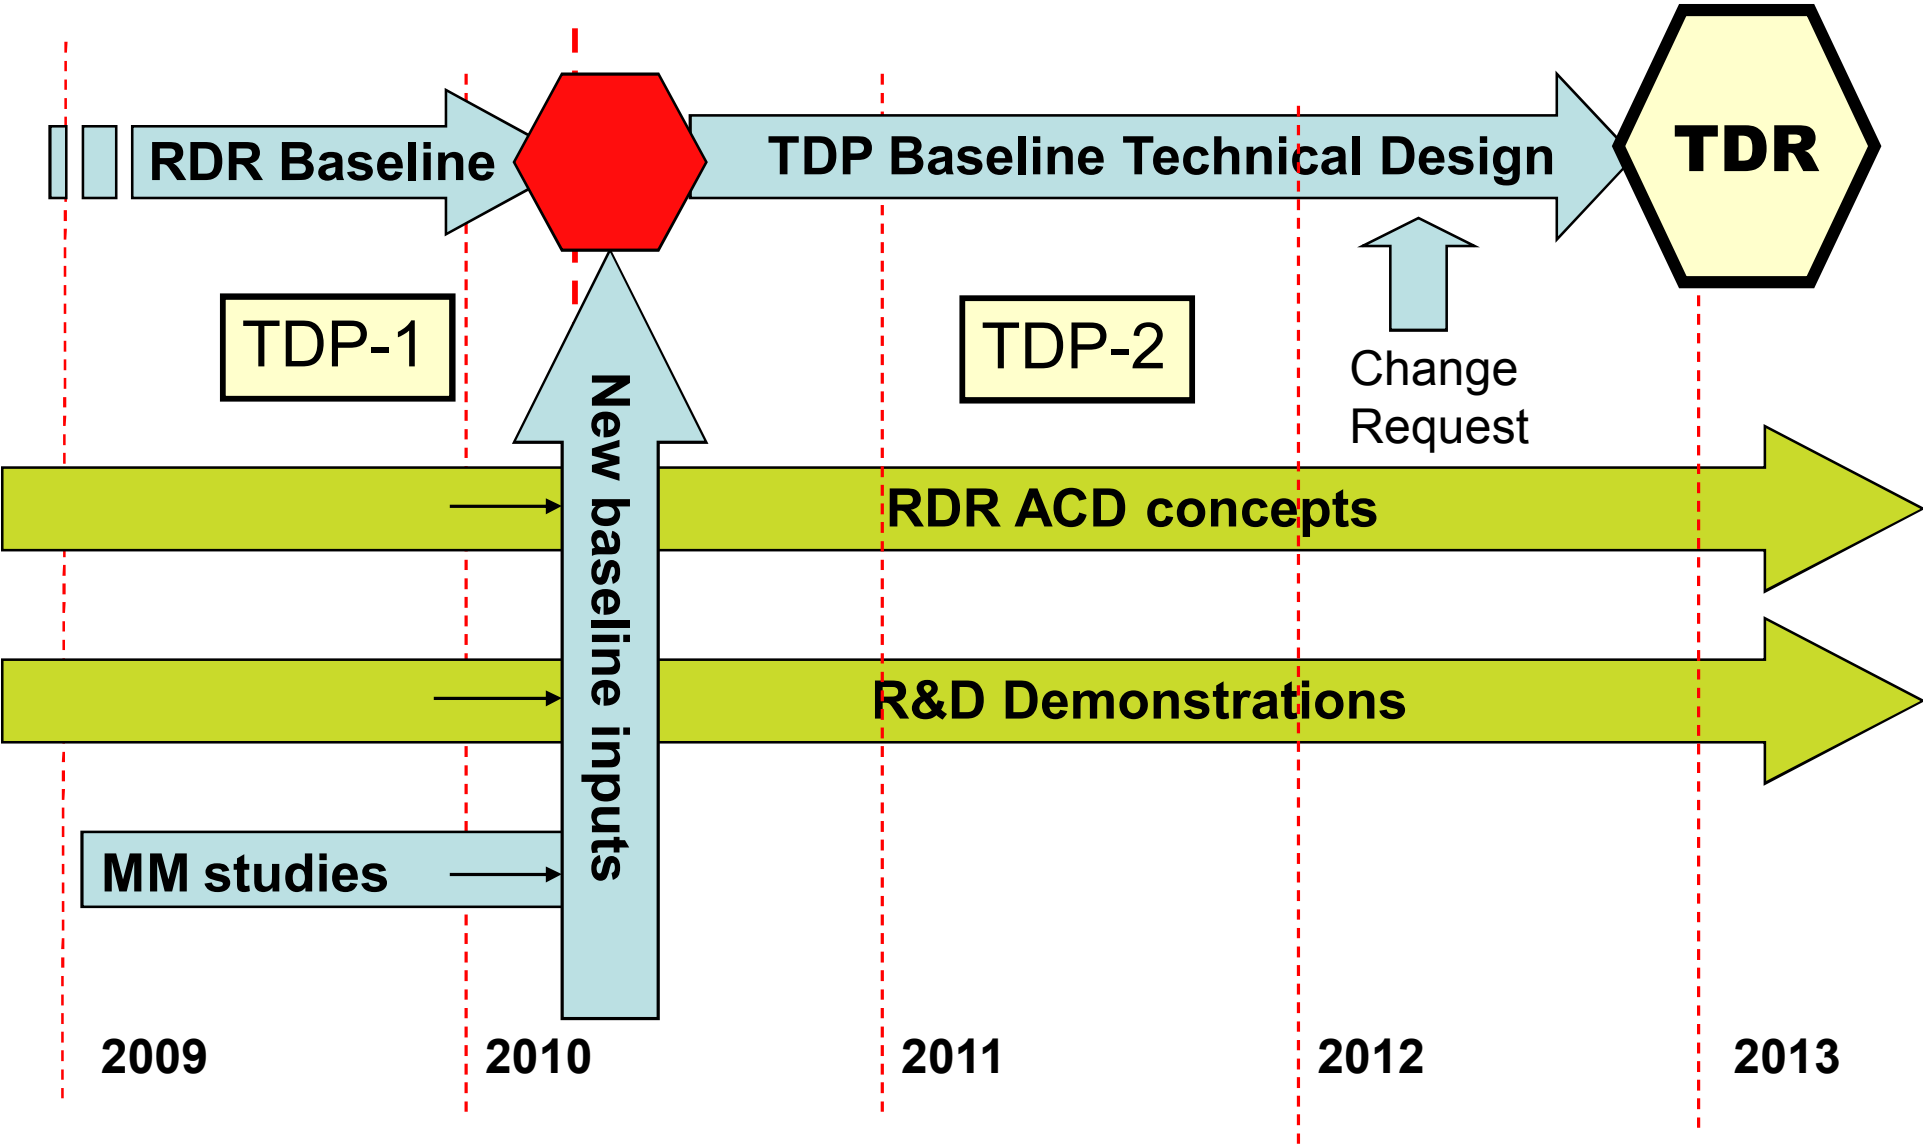 RDR Baseline
TDP Baseline Technical Design
TDR
TDP-1
TDP-2
Change
Request
New baseline inputs
RDR ACD concepts
R&D Demonstrations
MM studies
2009
2010
2011
2012
2013